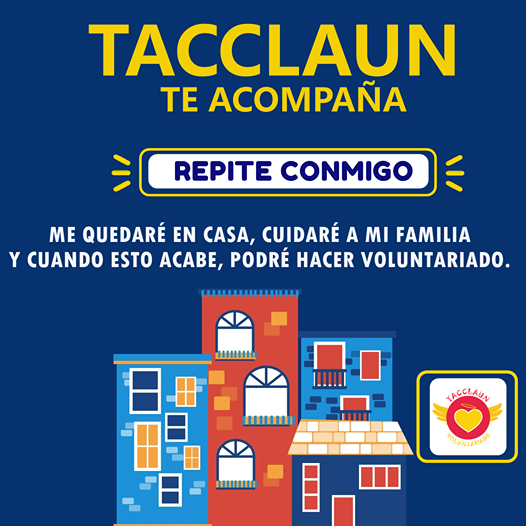 TACCLAUN
TE ACOMPAÑA
REPITE CONMIGO
ME QUEDARÉ EN CASA, CUIDARÉ A MI FAMILIA
Y CUANDO ESTO ACABE, PODRÉ HACER VOLUNTARIADO.
TACCLAUN
VOLUNTARIADO